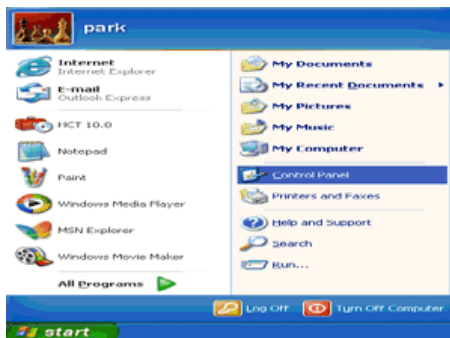 park
Internet
Internet Explorer
E-mail
Outlook Express
HCT 10.0
Notepad
Paint
Windows Media Player
MSN Explorer
Windows Movie Maker
All Programs
My Documents
My Recent Documents
My Pictures
My Music
My Computer
Control Panel
Printers and Faxes
Help and Support
Search
Run...
Log Off
Turn Off Computer
start